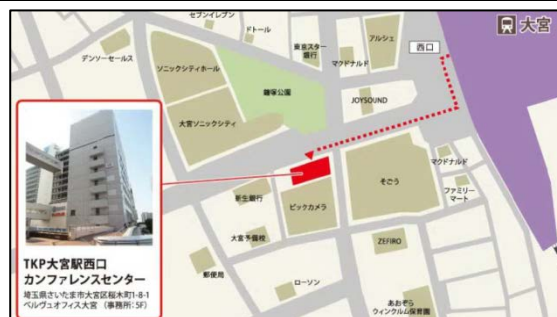 セブンイレブン
ドトール
デンソーセールス
ソニックシティホール
東京スター
銀行
アルシェ
マクドナルド
西口
大宮
鐘塚公園
JOYSOUND
大宮ソニックシティ
そごう
マクドナルド
ファミリー
マート
新生銀行
ビックカメラ
大宮予備校
ZEFIRO
郵便局
ローソン
あおぞら
ウィンクルム保育園
TKP大宮駅西口
カンファレンスセンター
埼玉県さいたま市大宮区桜木町1-8-1
ベルヴュオフィス大宮 (事務所:5F)